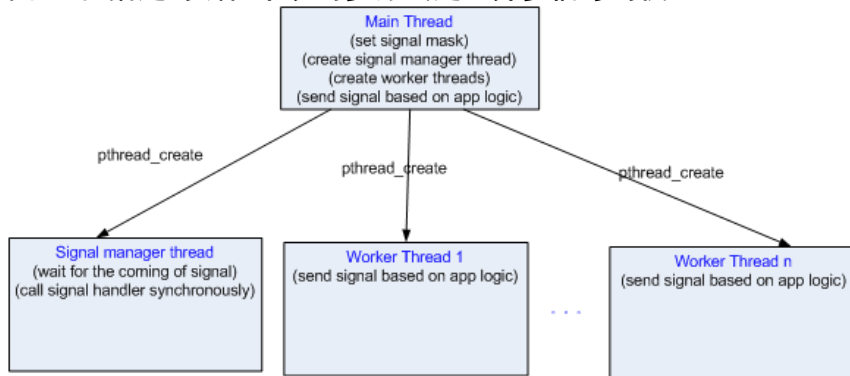 Main Thread
(set signal mask)
(create signal manager thread)
(create worker threads)
(send signal based on app logic)
pthread_create
pthread_create
pthread_create
Signal manager thread
(wait for the coming of signal)
(call signal handler synchronously)
Worker Thread 1
(send signal based on app logic)
. . .
Worker Thread n
(send signal based on app logic)